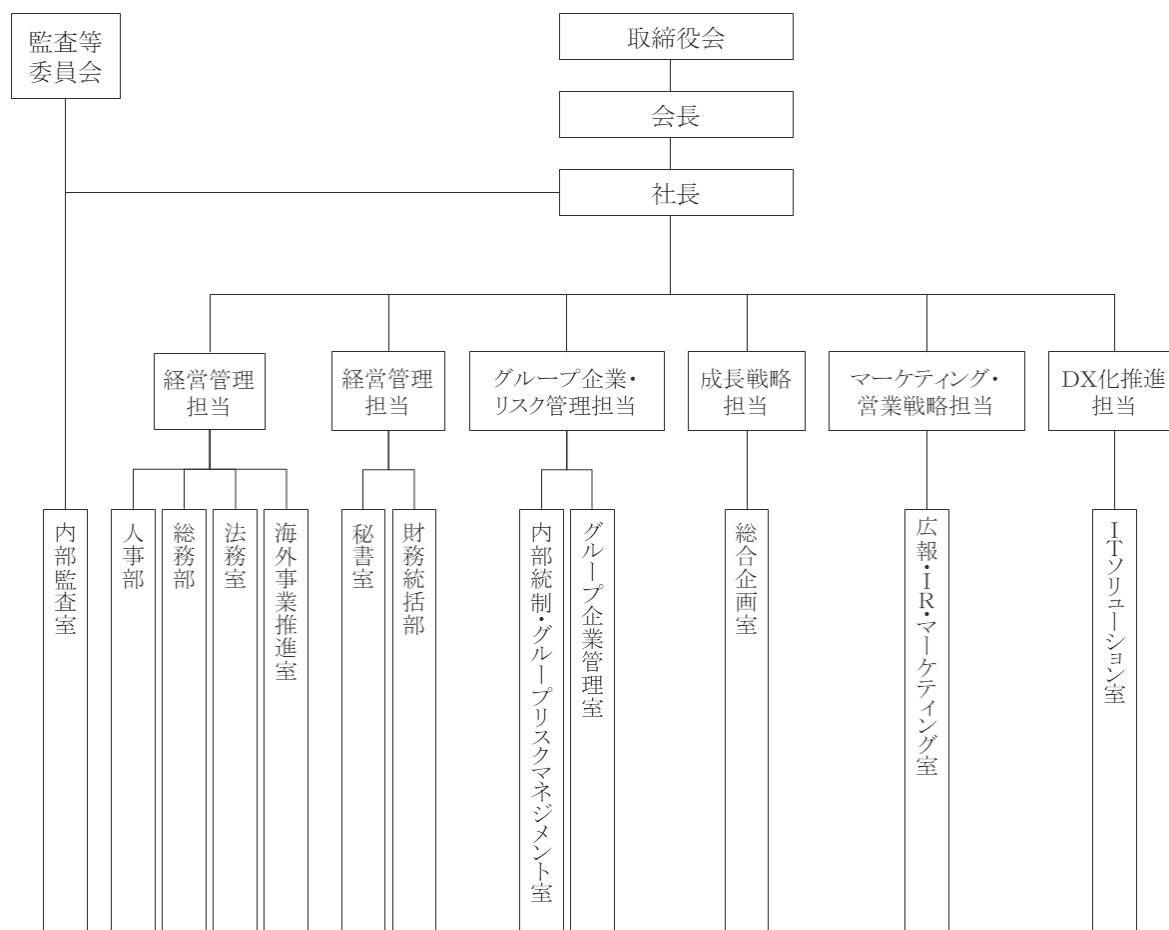 監査等
委員会
取締役会
会長
社長
経営管理
担当
経営管理
担当
グループ企業・
リスク管理担当
成長戦略
担当
マーケティング・
営業戦略担当
DX化推進
担当
内部監査室
人事部
総務部
法務室
海外事業推進室
秘書室
財務統括部
内部統制・グループリスクマネジメント室
グループ企業管理室
総合企画室
広報・IR・マーケティング室
ITソリューション室